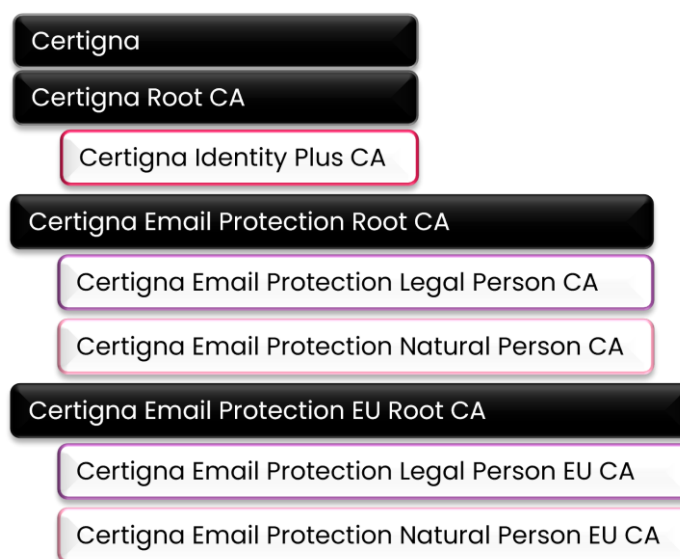 Certigna
Certigna Root CA
Certigna Identity Plus CA
Certigna Email Protection Root CA
Certigna Email Protection Legal Person CA
Certigna Email Protection Natural Person CA
Certigna Email Protection EU Root CA
Certigna Email Protection Legal Person EU CA
Certigna Email Protection Natural Person EU CA